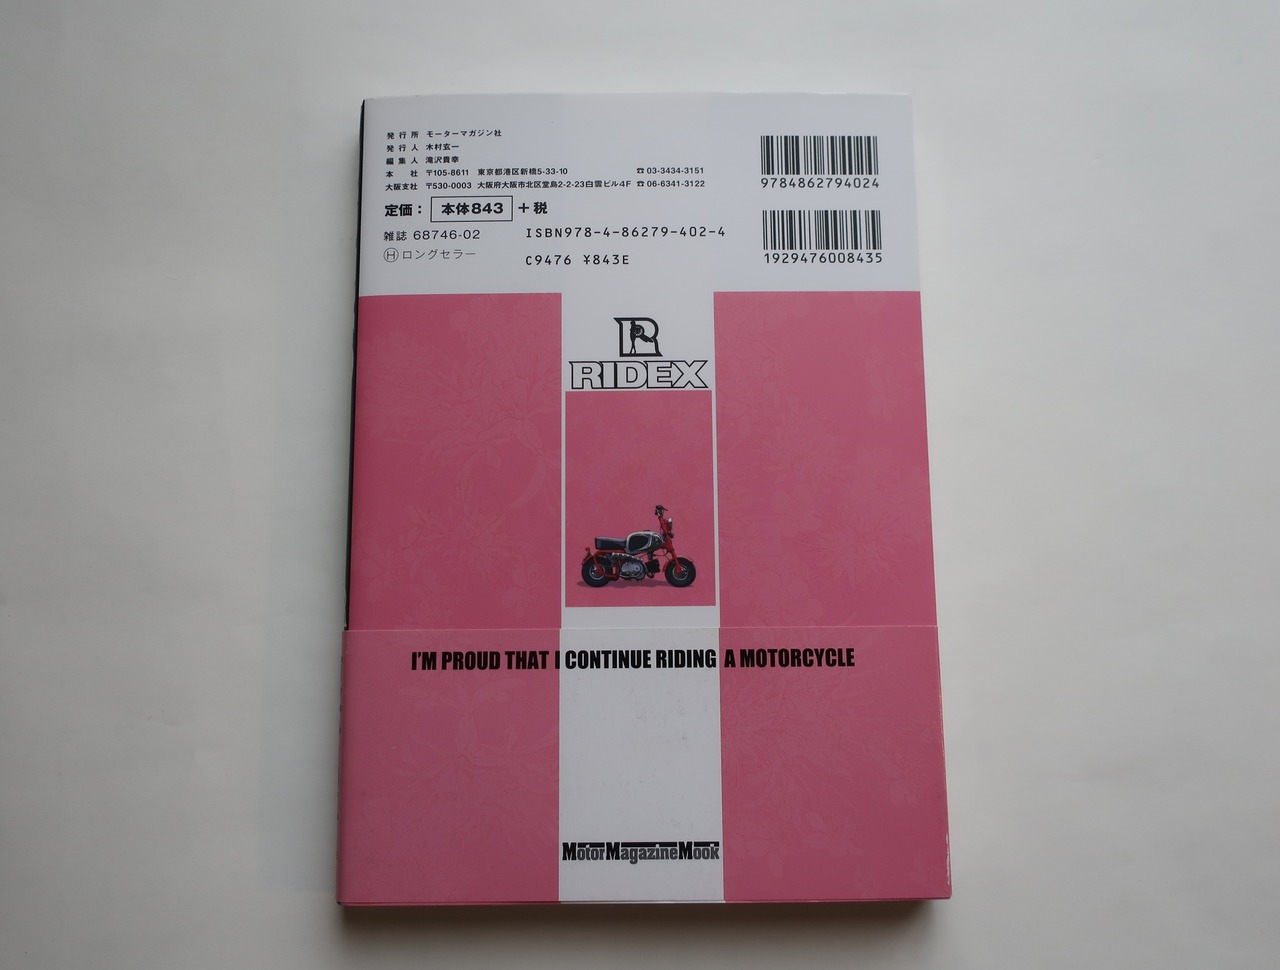 発行所 モーターマガジン社
発行人 木村玄一
編集人 滝沢貴幸
本社 〒105-8611 東京都港区新橋5-33-10 ☎03-3434-3151
大阪支社 〒530-0003 大阪府大阪市北区堂島2-2-23白雲ビル4F ☎06-6341-3122
定価： 本体843 +税
雑誌 68746-02
Ⓗロングセラー
ISBN978-4-86279-402-4
C9476 ¥843E
9784862794024
1929476008435
R
RIDEX
I'M PROUD THAT I CONTINUE RIDING A MOTORCYCLE
MotorMagazineMook